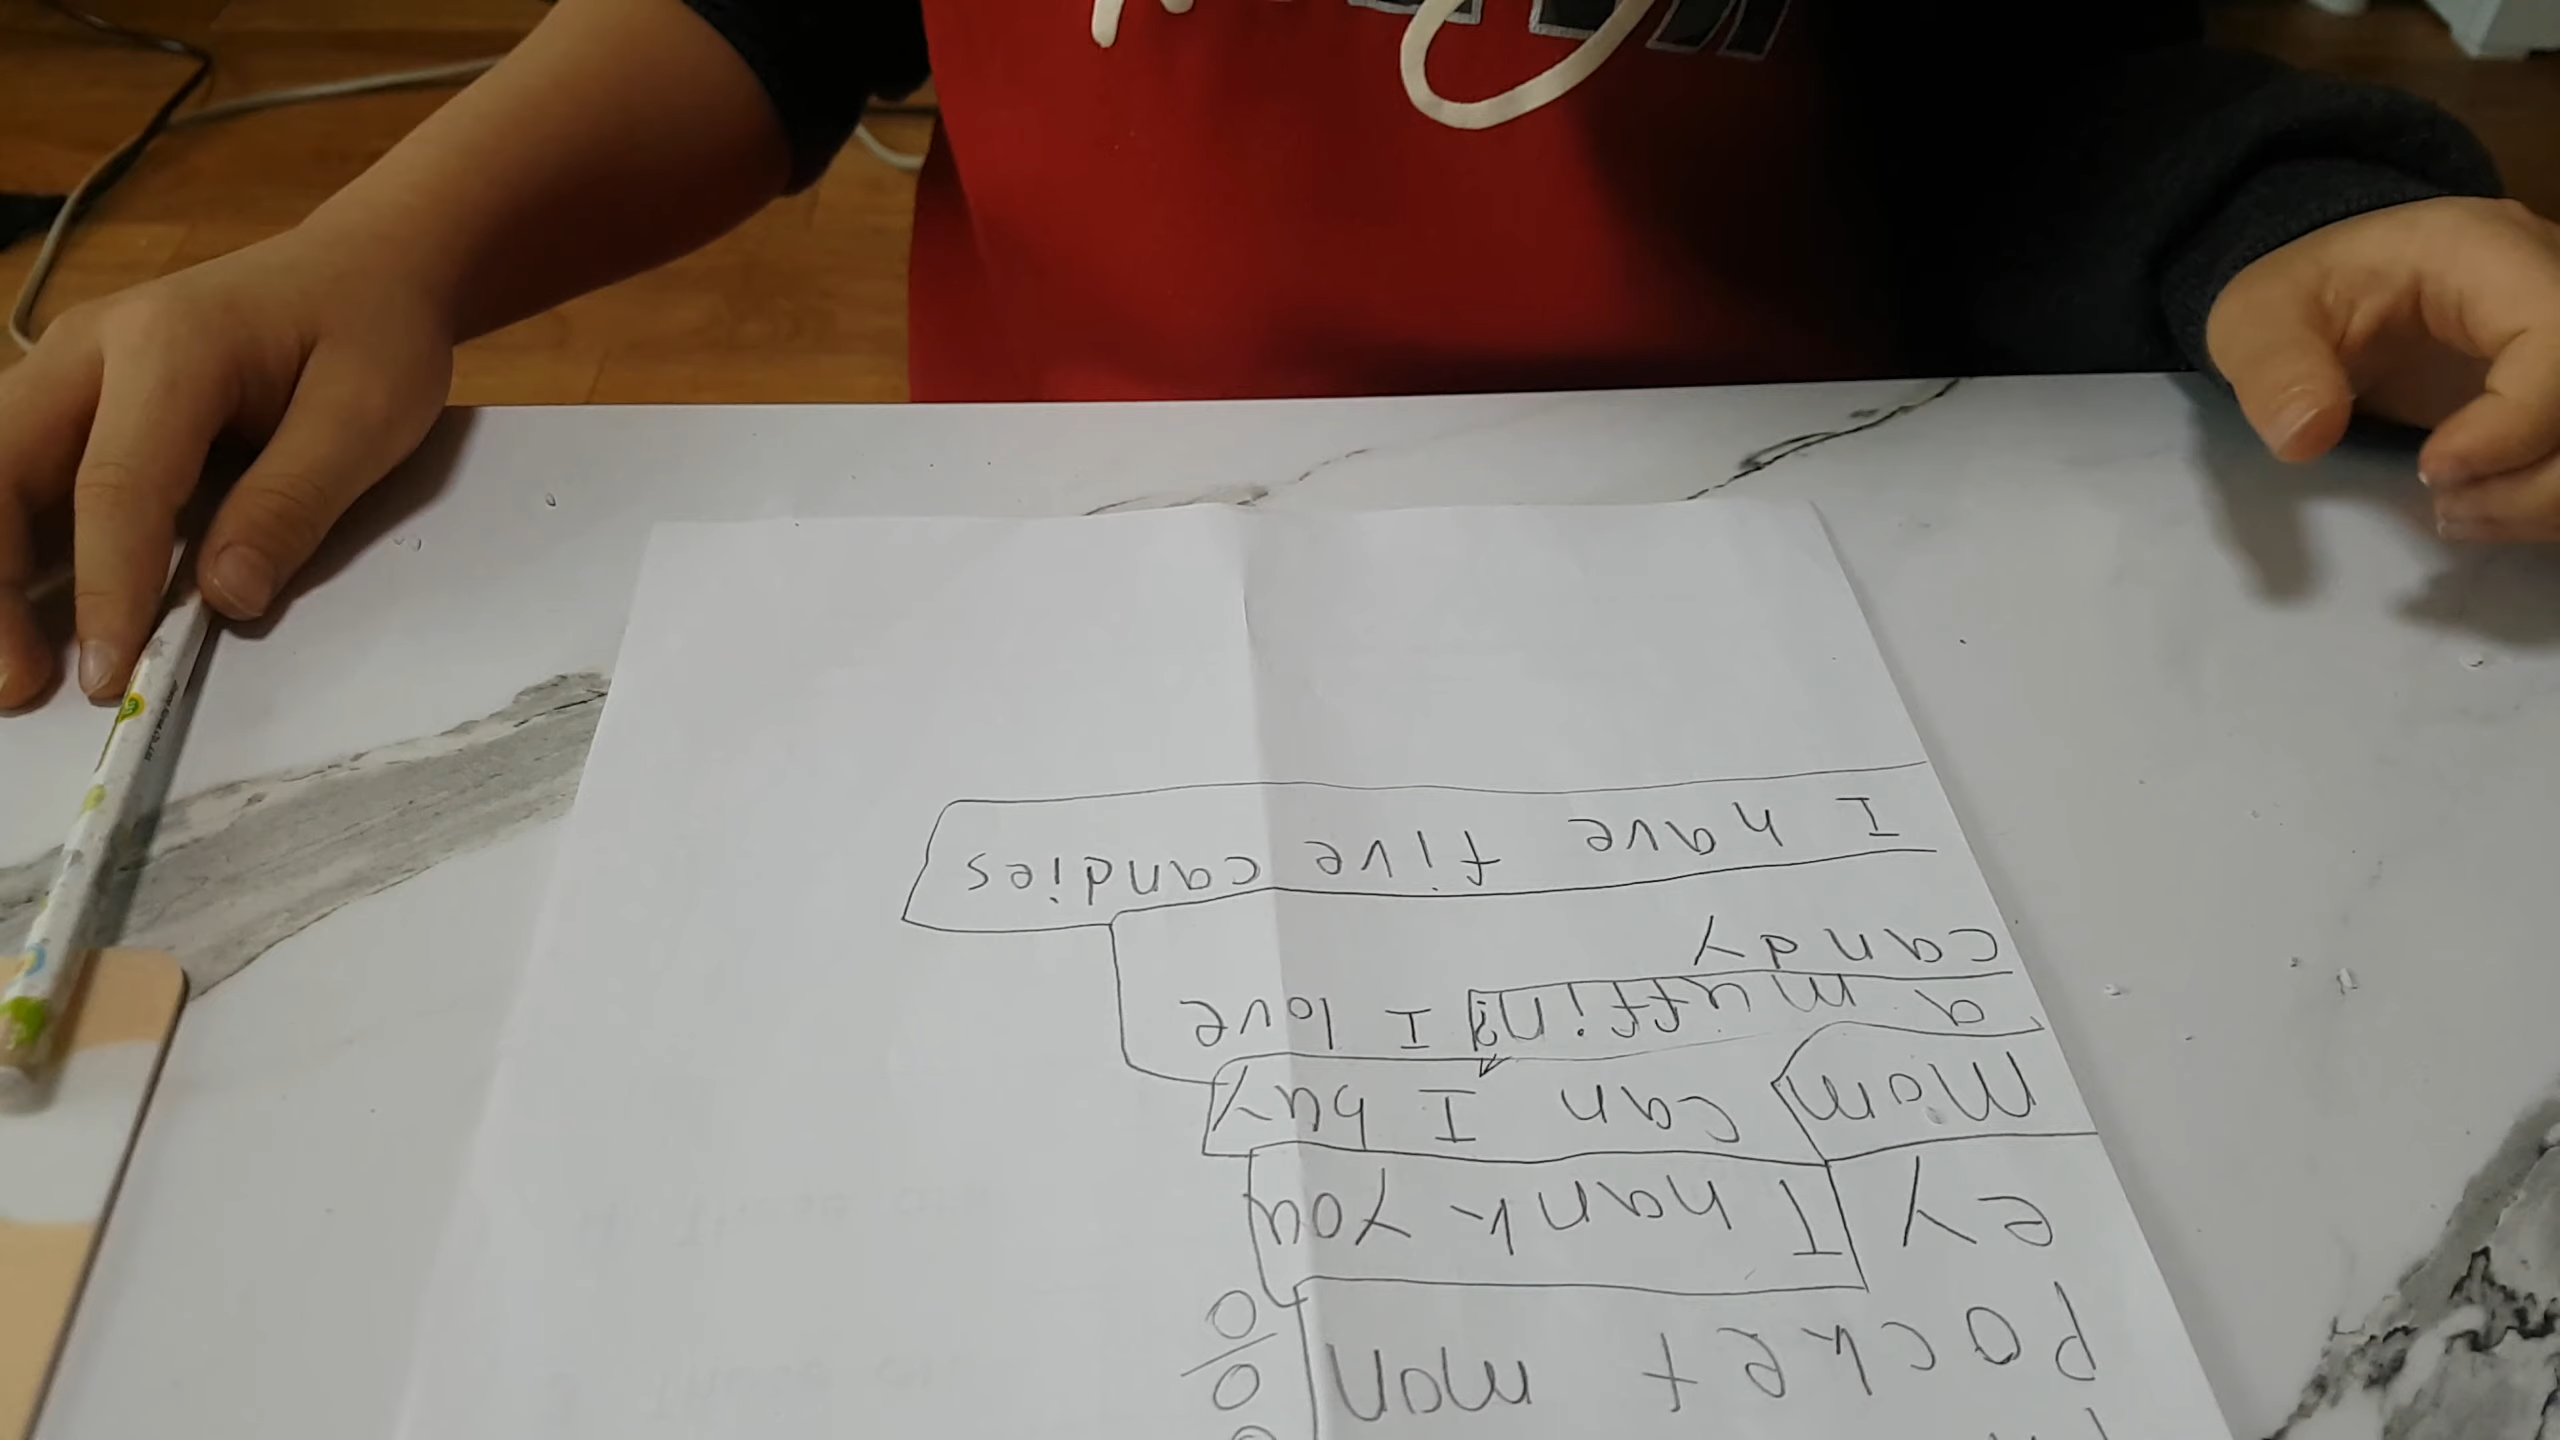 Pocket mon
ey Thank you
Mom can I buy
a muffin? I love
candy
I have five candies